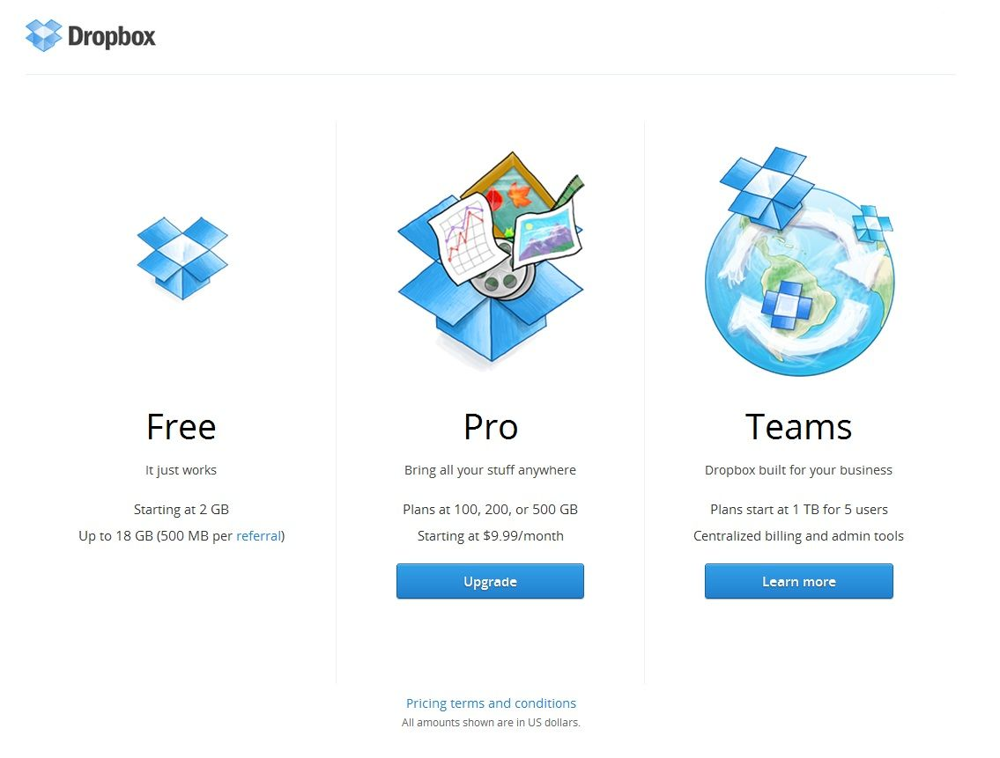 Dropbox
Free
It just works
Starting at 2 GB
Up to 18 GB (500 MB per referral)
Pro
Bring all your stuff anywhere
Plans at 100, 200, or 500 GB
Starting at $9.99/month
Upgrade
Teams
Dropbox built for your business
Plans start at 1 TB for 5 users
Centralized billing and admin tools
Learn more
Pricing terms and conditions
All amounts shown are in US dollars.